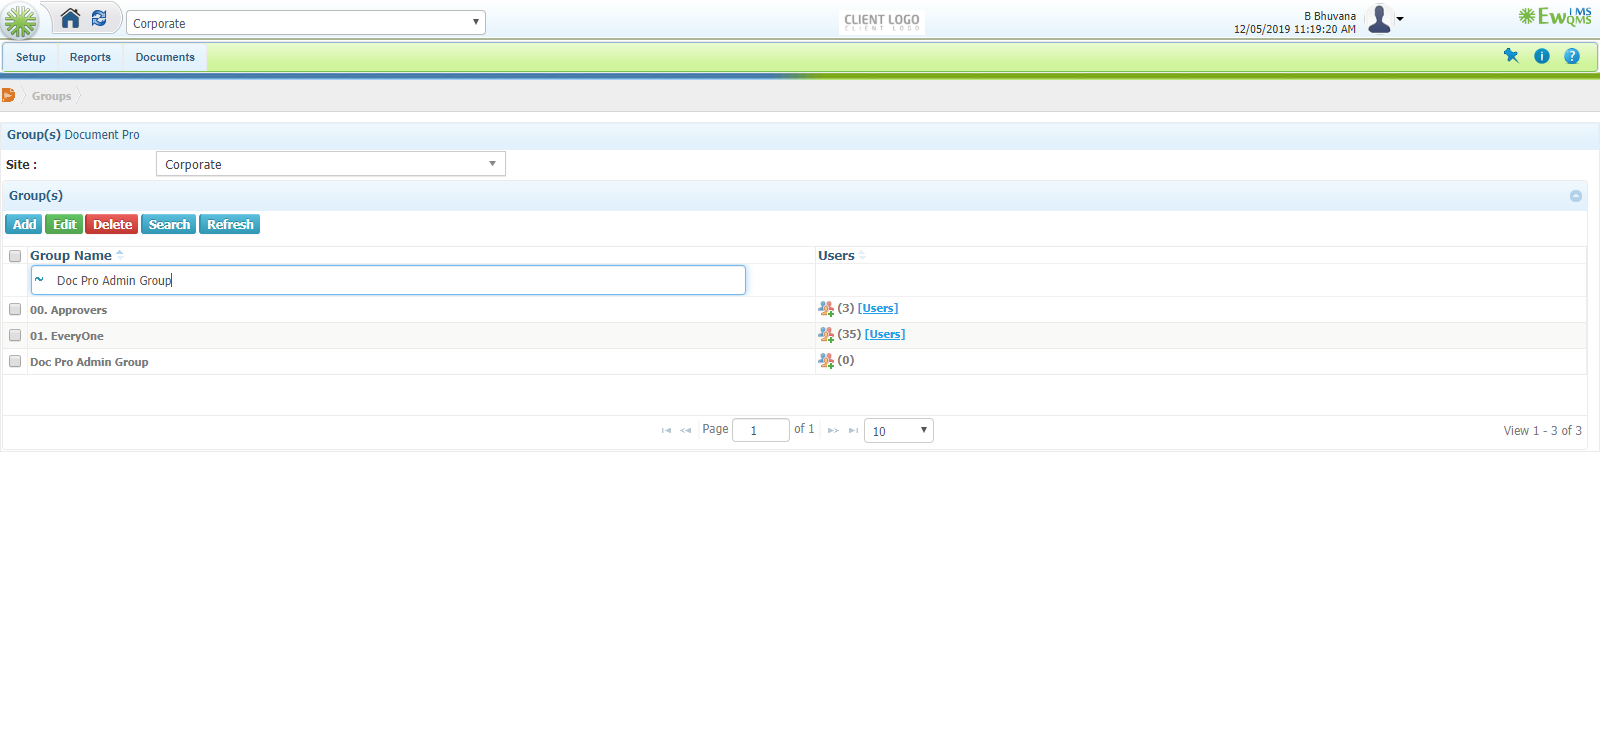 Corporate
CLIENT LOGO
CLIENT LOGO
B Bhuvana
12/05/2019 11:19:20 AM
EwQMS
iMS
Setup Reports Documents
Groups
Group(s) Document Pro
Site : Corporate
Group(s)
Add Edit Delete Search Refresh
Group Name Users
~ Doc Pro Admin Group
00. Approvers (3) [Users]
01. EveryOne (35) [Users]
Doc Pro Admin Group (0)
Page 1 of 1 10 View 1 - 3 of 3